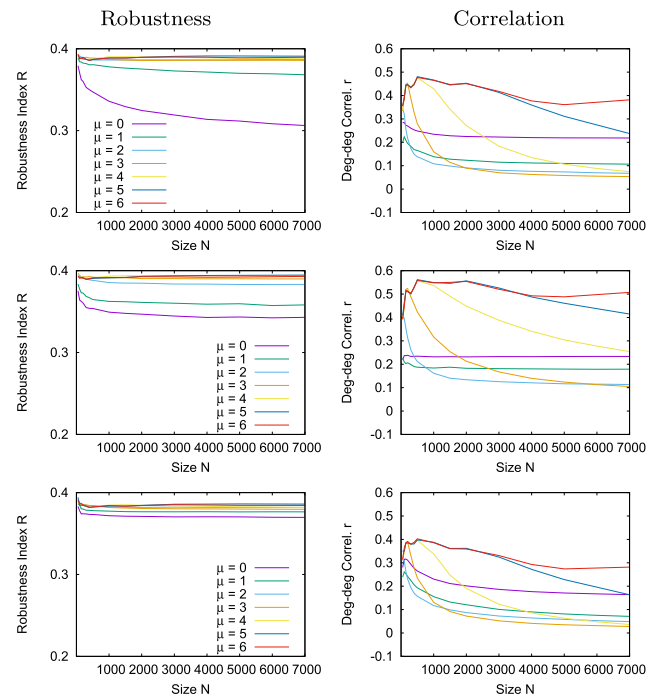 Robustness
Correlation
0.4
0.3
0.2
Robustness Index R
μ = 0
μ = 1
μ = 2
μ = 3
μ = 4
μ = 5
μ = 6
1000 2000 3000 4000 5000 6000 7000
Size N
0.6
0.5
0.4
0.3
0.2
0.1
0
-0.1
Deg-deg Correl. r
1000 2000 3000 4000 5000 6000 7000
Size N
0.4
0.3
0.2
Robustness Index R
μ = 0
μ = 1
μ = 2
μ = 3
μ = 4
μ = 5
μ = 6
1000 2000 3000 4000 5000 6000 7000
Size N
0.6
0.5
0.4
0.3
0.2
0.1
0
-0.1
Deg-deg Correl. r
1000 2000 3000 4000 5000 6000 7000
Size N
0.4
0.3
0.2
Robustness Index R
μ = 0
μ = 1
μ = 2
μ = 3
μ = 4
μ = 5
μ = 6
1000 2000 3000 4000 5000 6000 7000
Size N
0.6
0.5
0.4
0.3
0.2
0.1
0
-0.1
Deg-deg Correl. r
1000 2000 3000 4000 5000 6000 7000
Size N